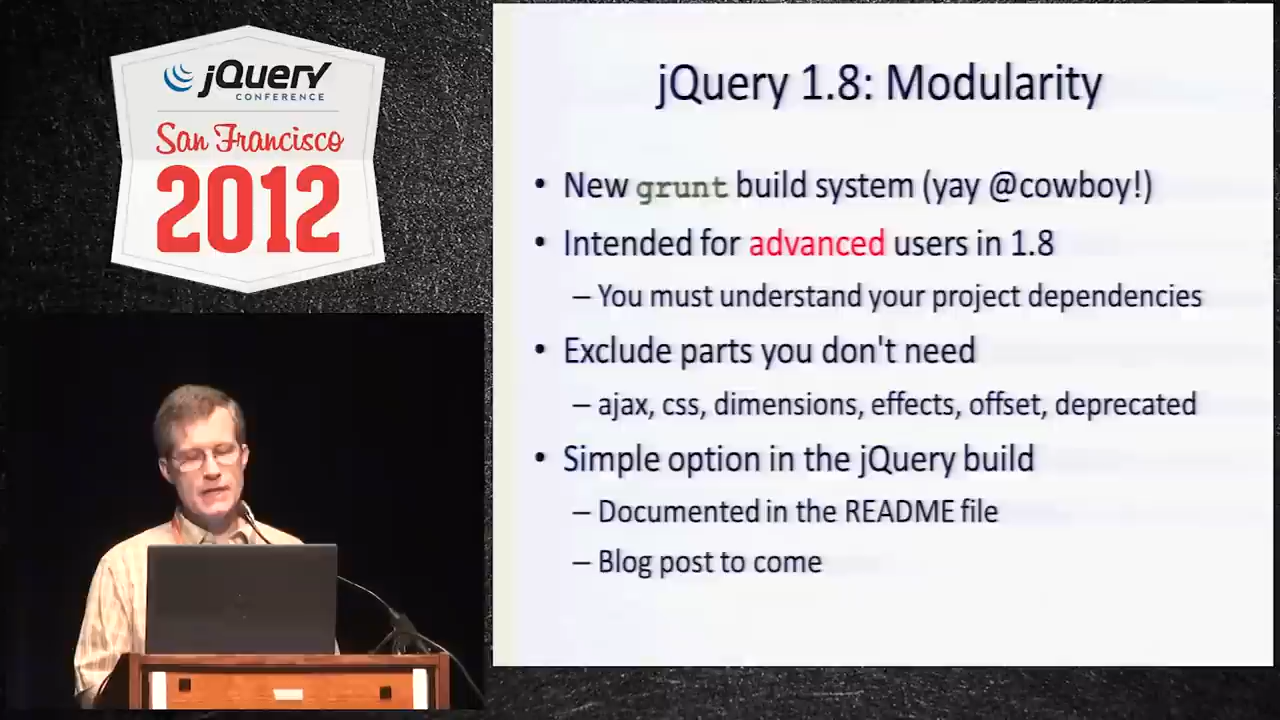 jQuery
CONFERENCE
San Francisco
2012
jQuery 1.8: Modularity
• New grunt build system (yay @cowboy!)
• Intended for advanced users in 1.8
– You must understand your project dependencies
• Exclude parts you don't need
– ajax, css, dimensions, effects, offset, deprecated
• Simple option in the jQuery build
– Documented in the README file
– Blog post to come